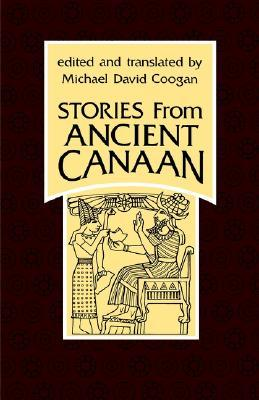 edited and translated by
Michael David Coogan
STORIES From
ANCIENT
CANAAN